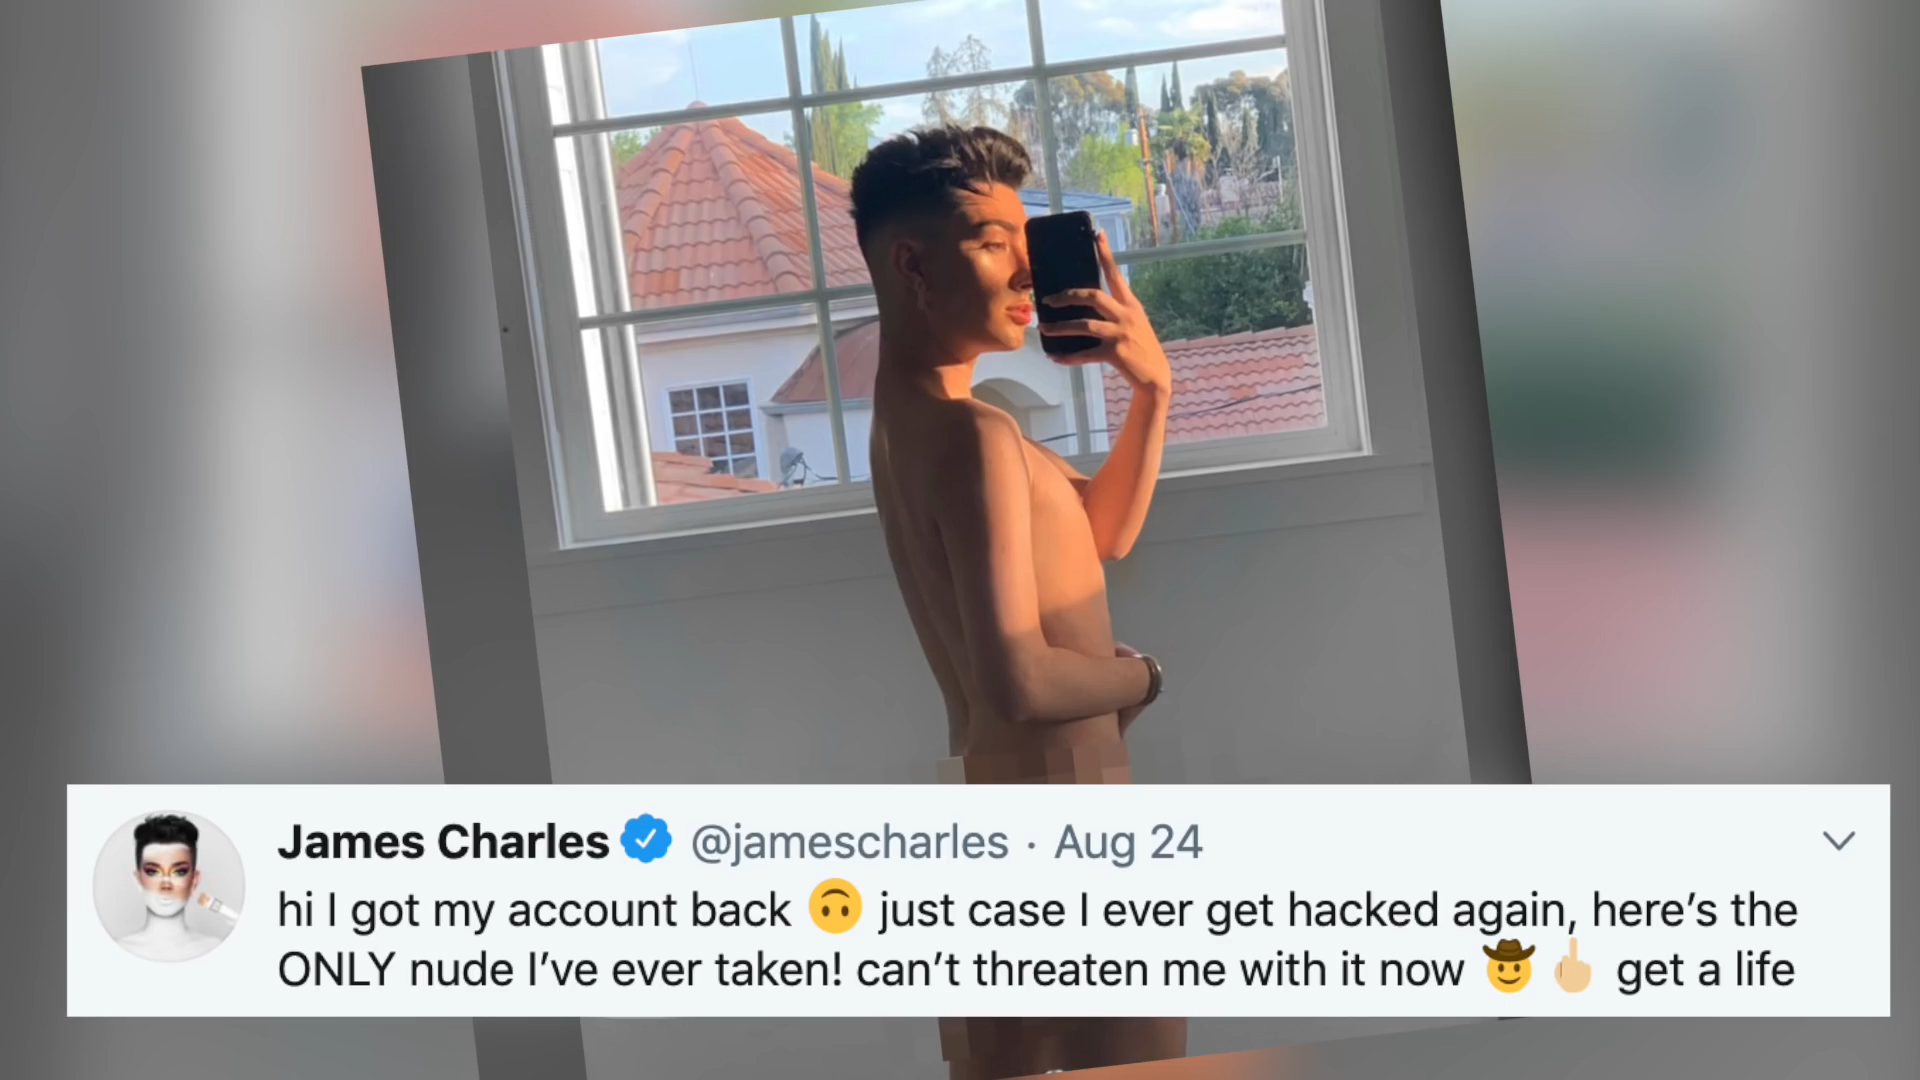 James Charles @jamescharles · Aug 24
hi I got my account back 🙃 just case I ever get hacked again, here’s the
ONLY nude I’ve ever taken! can’t threaten me with it now 🤠🖕🏼 get a life